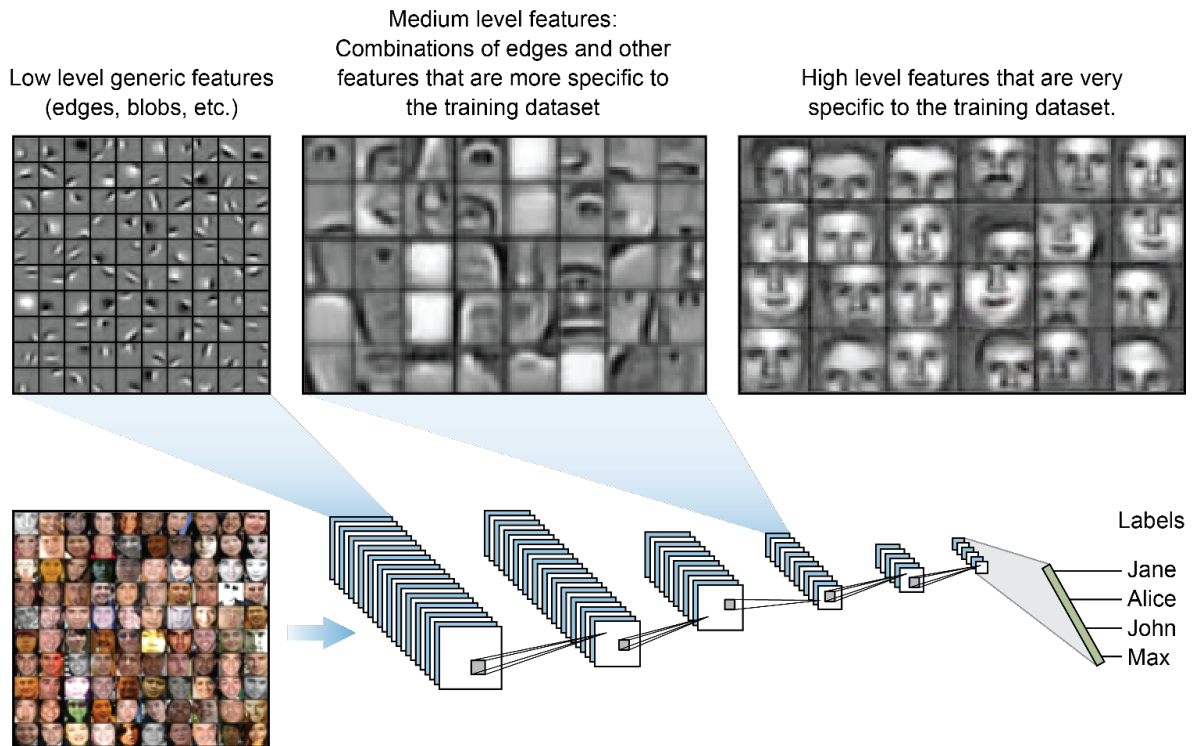 Low level generic features
(edges, blobs, etc.)
Medium level features:
Combinations of edges and other
features that are more specific to
the training dataset
High level features that are very
specific to the training dataset.
Labels
Jane
Alice
John
Max